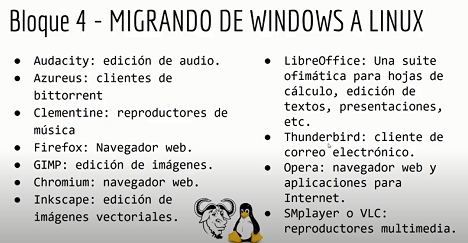 Bloque 4 - MIGRANDO DE WINDOWS A LINUX
● Audacity: edición de audio.
● Azureus: clientes de
bittorrent
● Clementine: reproductores de
música
● Firefox: Navegador web.
● GIMP: edición de imágenes.
● Chromium: navegador web.
● Inkscape: edición de
imágenes vectoriales.
● LibreOffice: Una suite
ofimática para hojas de
cálculo, edición de
textos, presentaciones,
etc.
● Thunderbird: cliente de
correo electrónico.
● Opera: navegador web y
aplicaciones para
Internet.
● SMplayer o VLC:
reproductores multimedia.